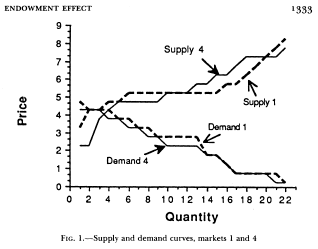 ENDOWMENT EFFECT 1333
9
8
7
6
5
4
3
2
1
0
Price
Supply 4
Supply 1
Demand 1
Demand 4
0 2 4 6 8 10 12 14 16 18 20 22
Quantity
FIG. 1.—Supply and demand curves, markets 1 and 4